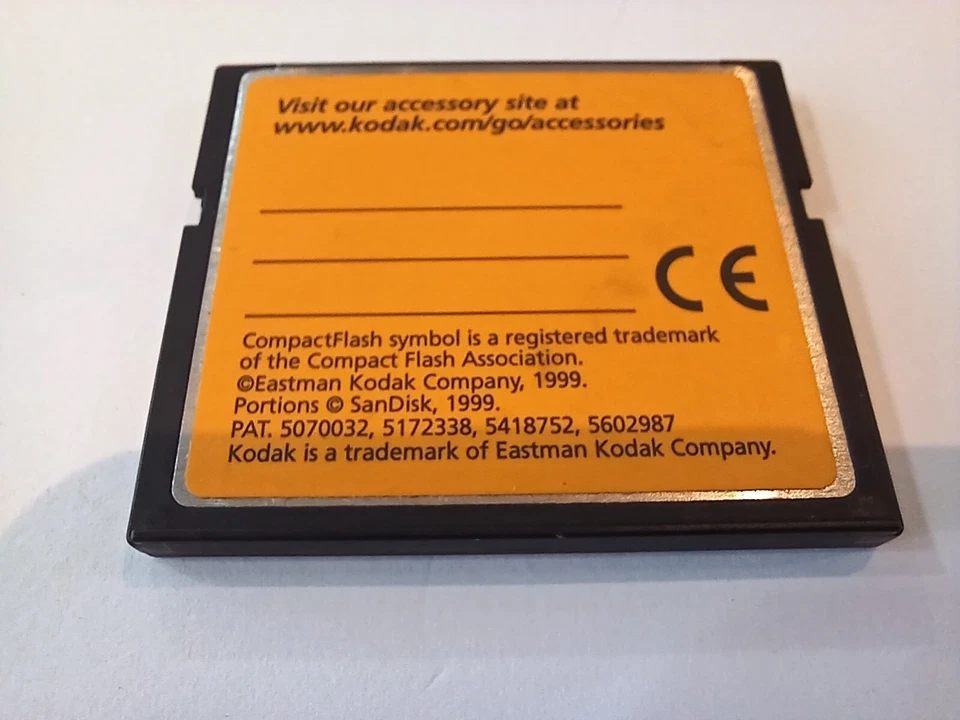 Visit our accessory site at
www.kodak.com/go/accessories
CE
CompactFlash symbol is a registered trademark
of the Compact Flash Association.
©Eastman Kodak Company, 1999.
Portions © SanDisk, 1999.
PAT. 5070032, 5172338, 5418752, 5602987
Kodak is a trademark of Eastman Kodak Company.